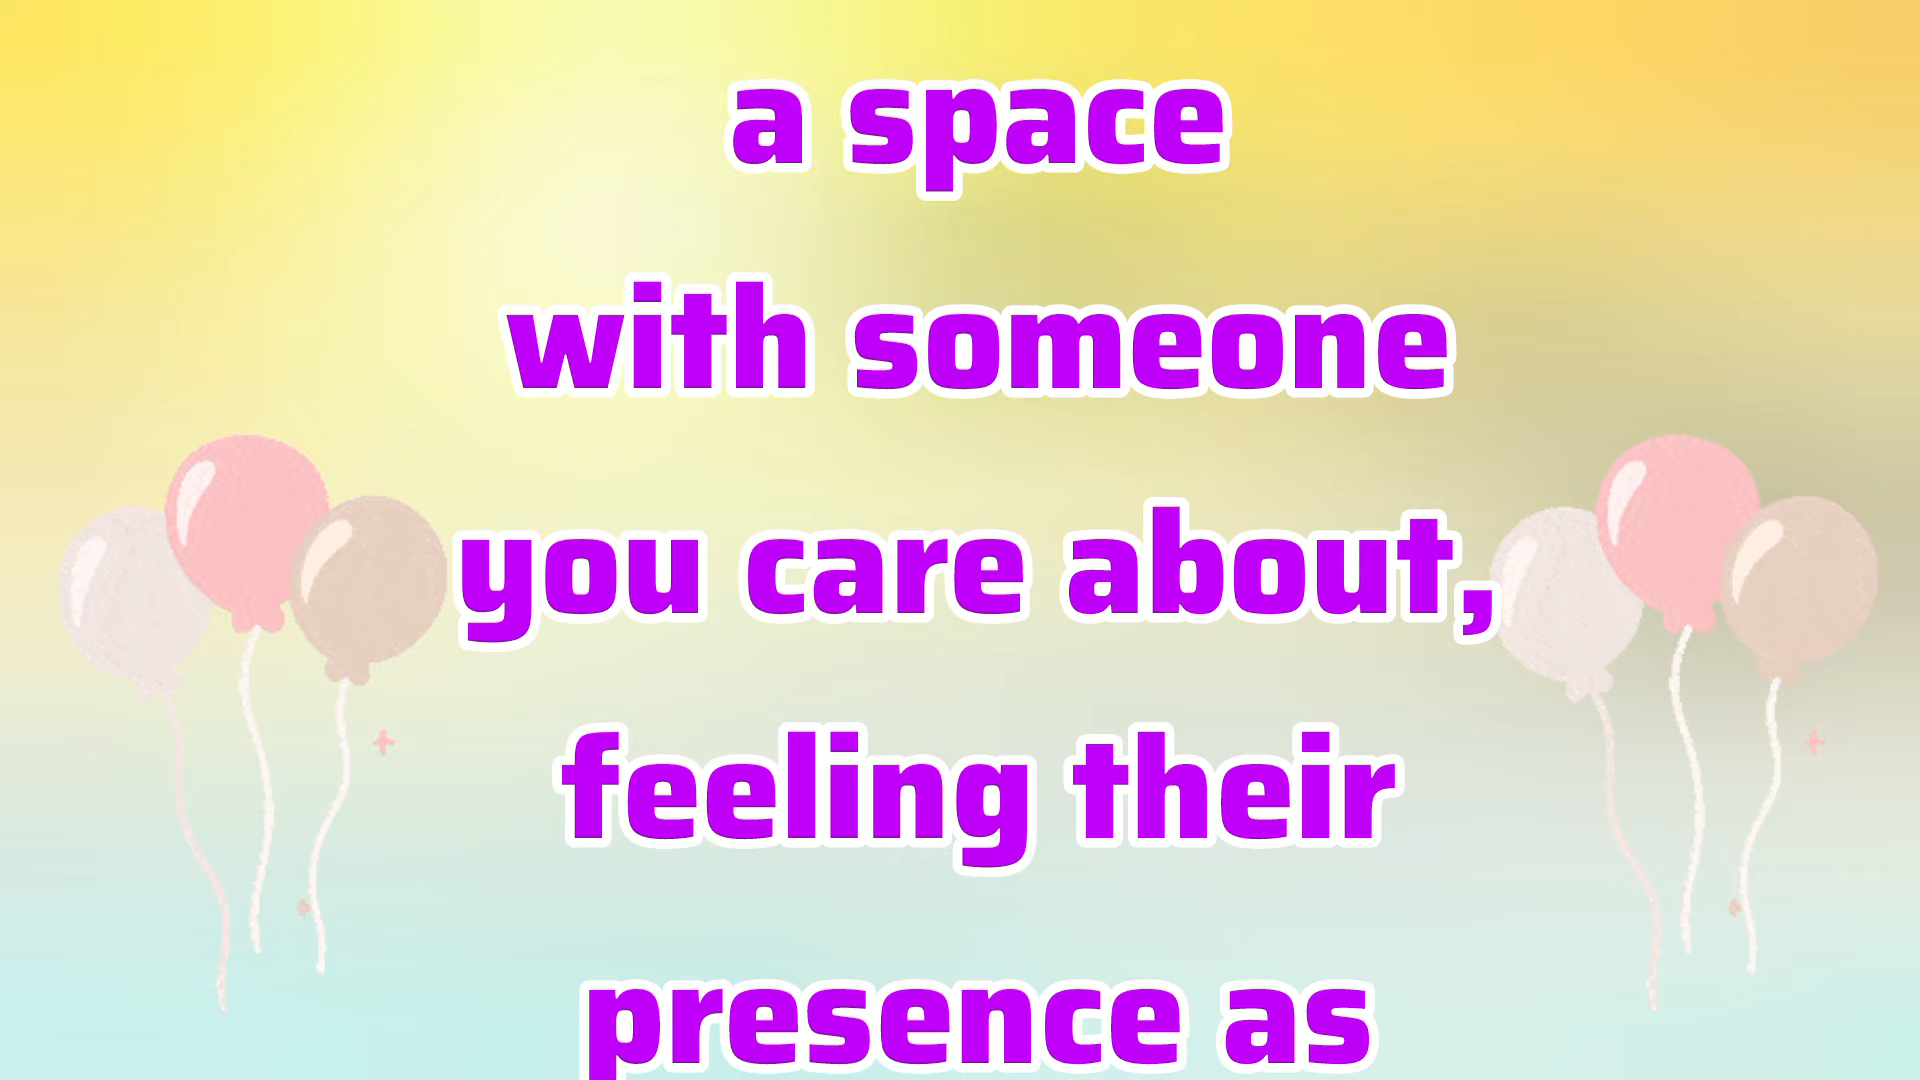 a space
with someone
you care about,
feeling their
presence as